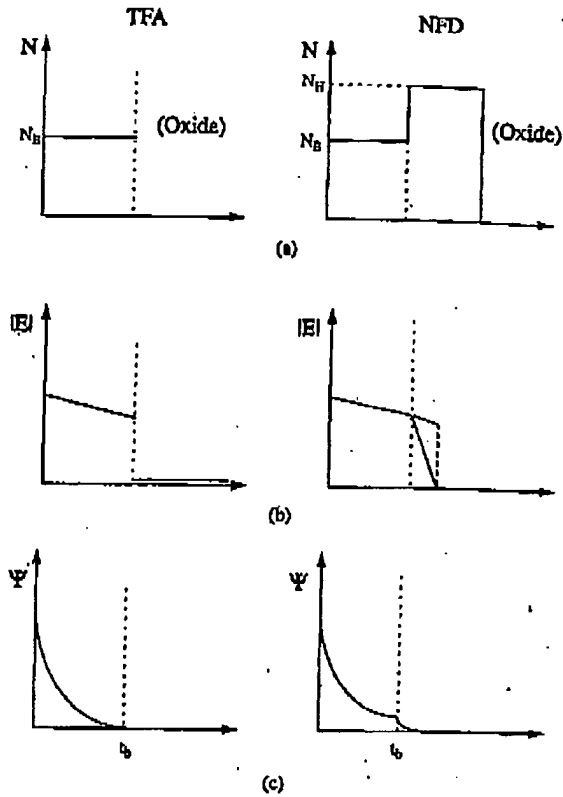 TFA
NFD
N
N
N_H
N_B
(Oxide)
N_B
(Oxide)
(a)
|E|
|E|
(b)
Ψ
Ψ
t_b
t_b
(c)